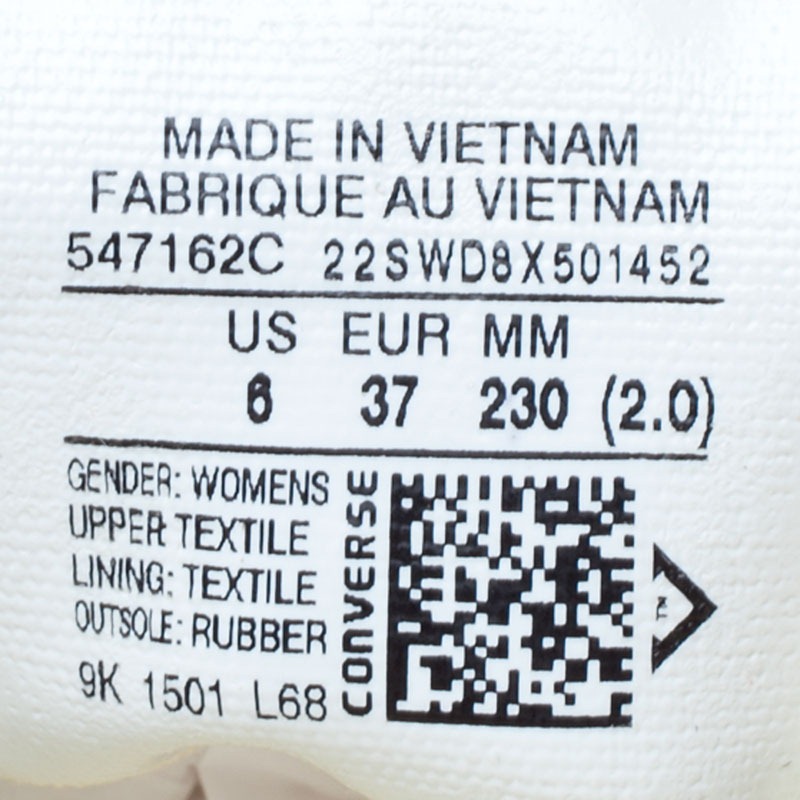 MADE IN VIETNAM
FABRIQUE AU VIETNAM
547162C 22SWD8X501452
US EUR MM
6 37 230 (2.0)
GENDER: WOMENS
UPPER TEXTILE
LINING: TEXTILE
OUTSOLE: RUBBER
9K 1501 L68
CONVERSE